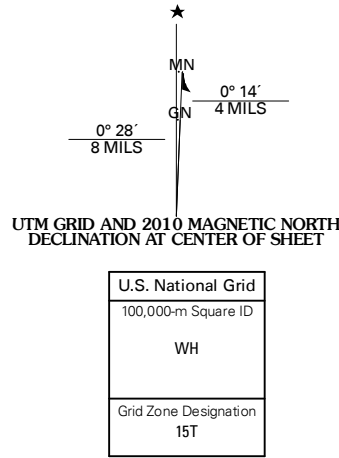 ★
MN
0° 14´
4 MILS
GN
0° 28´
8 MILS
UTM GRID AND 2010 MAGNETIC NORTH
DECLINATION AT CENTER OF SHEET
U.S. National Grid
100,000-m Square ID
WH
Grid Zone Designation
15T